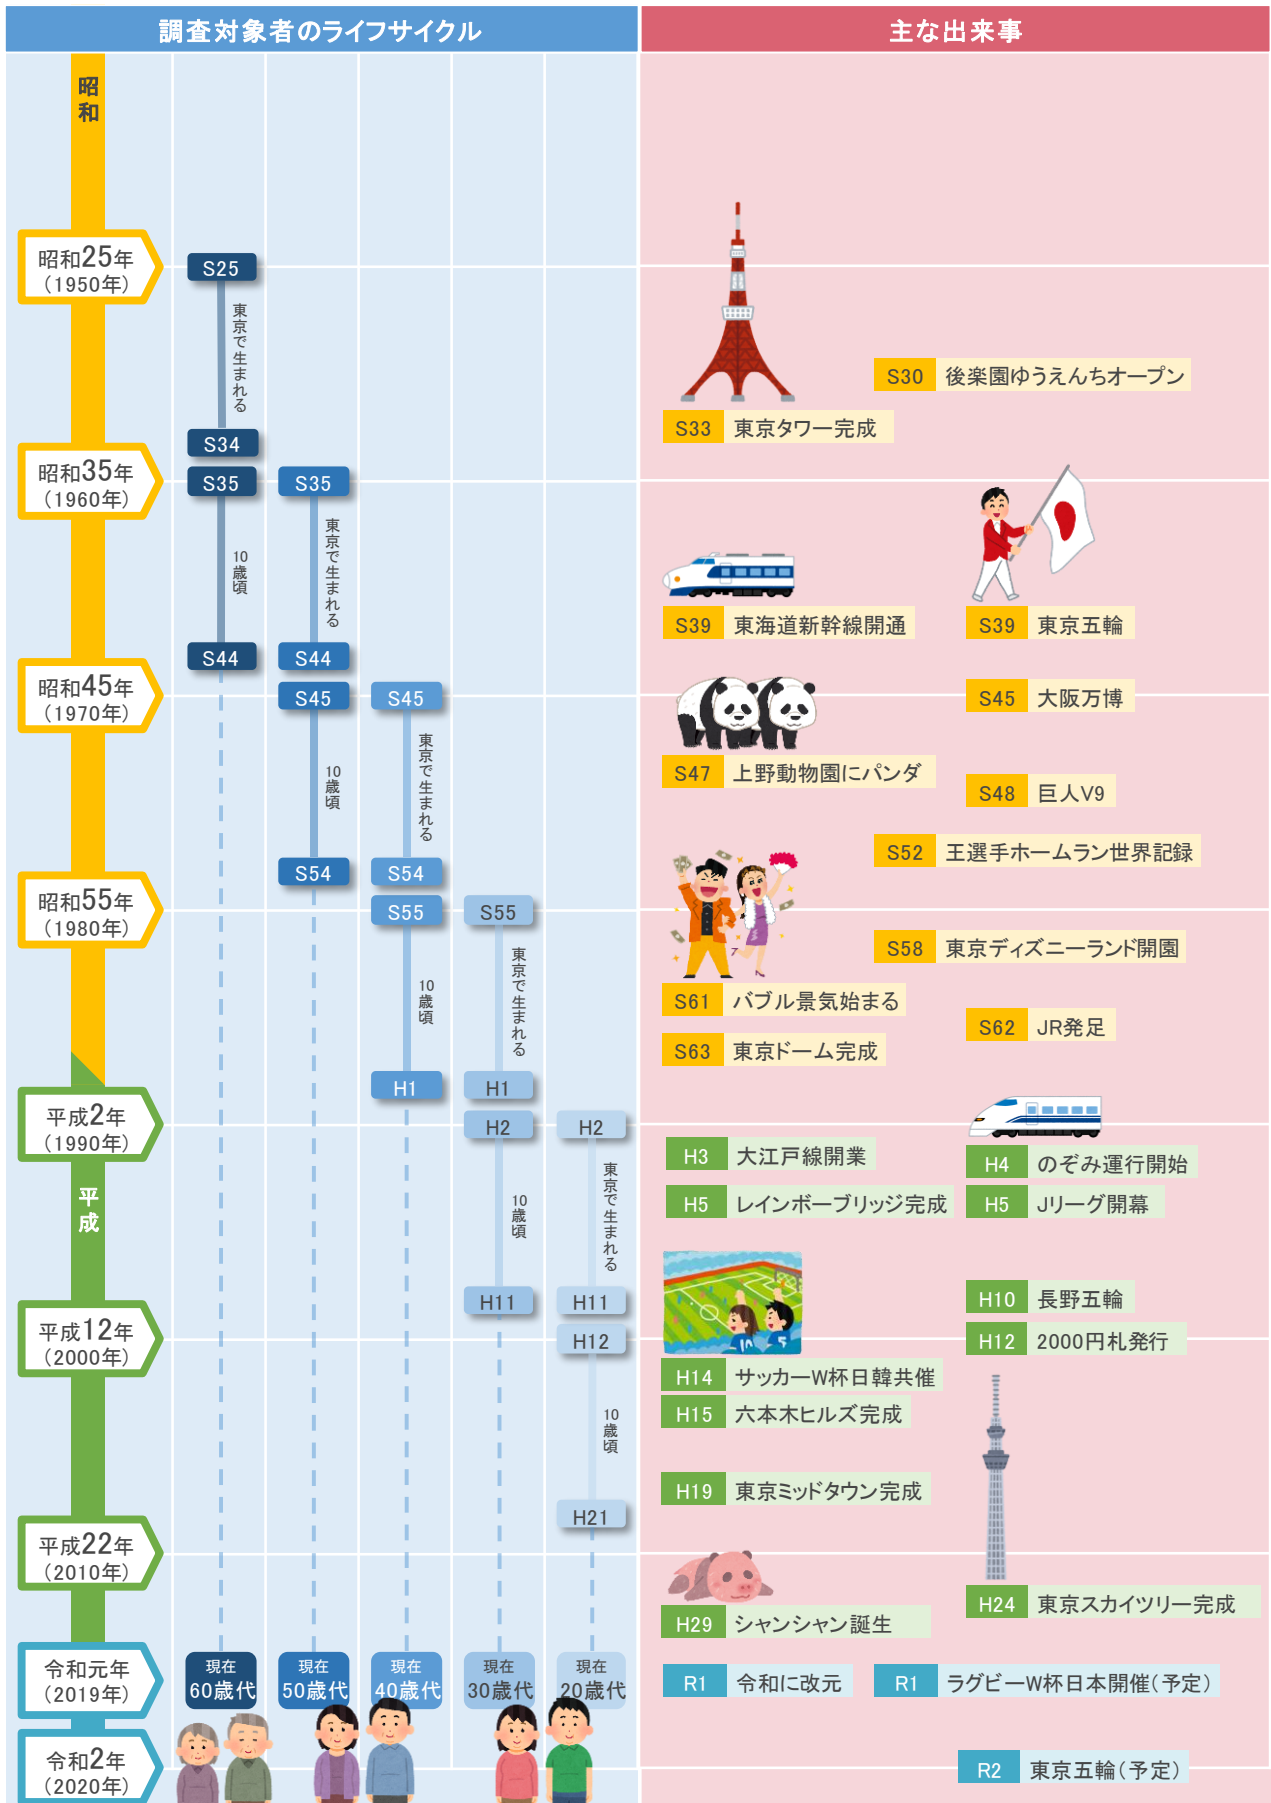 調査対象者のライフサイクル
主な出来事
昭和
昭和25年
（1950年）
S25
東京で生まれる
S34
S30 後楽園ゆうえんちオープン
S33 東京タワー完成
昭和35年
（1960年）
S35
S35
10歳頃
東京で生まれる
S44
S44
S39 東海道新幹線開通
S39 東京五輪
昭和45年
（1970年）
S45
S45
10歳頃
東京で生まれる
S54
S54
S45 大阪万博
S47 上野動物園にパンダ
S48 巨人V9
S52 王選手ホームラン世界記録
昭和55年
（1980年）
S55
S55
10歳頃
東京で生まれる
H1
H1
S58 東京ディズニーランド開園
S61 バブル景気始まる
S62 JR発足
S63 東京ドーム完成
平成2年
（1990年）
平成
H2
H2
10歳頃
東京で生まれる
H11
H11
H3 大江戸線開業
H4 のぞみ運行開始
H5 レインボーブリッジ完成
H5 Jリーグ開幕
H10 長野五輪
平成12年
（2000年）
H12
10歳頃
H21
H12 2000円札発行
H14 サッカーW杯日韓共催
H15 六本木ヒルズ完成
H19 東京ミッドタウン完成
平成22年
（2010年）
H24 東京スカイツリー完成
H29 シャンシャン誕生
令和元年
（2019年）
現在
60歳代
現在
50歳代
現在
40歳代
現在
30歳代
現在
20歳代
R1 令和に改元
R1 ラグビーW杯日本開催（予定）
令和2年
（2020年）
R2 東京五輪（予定）